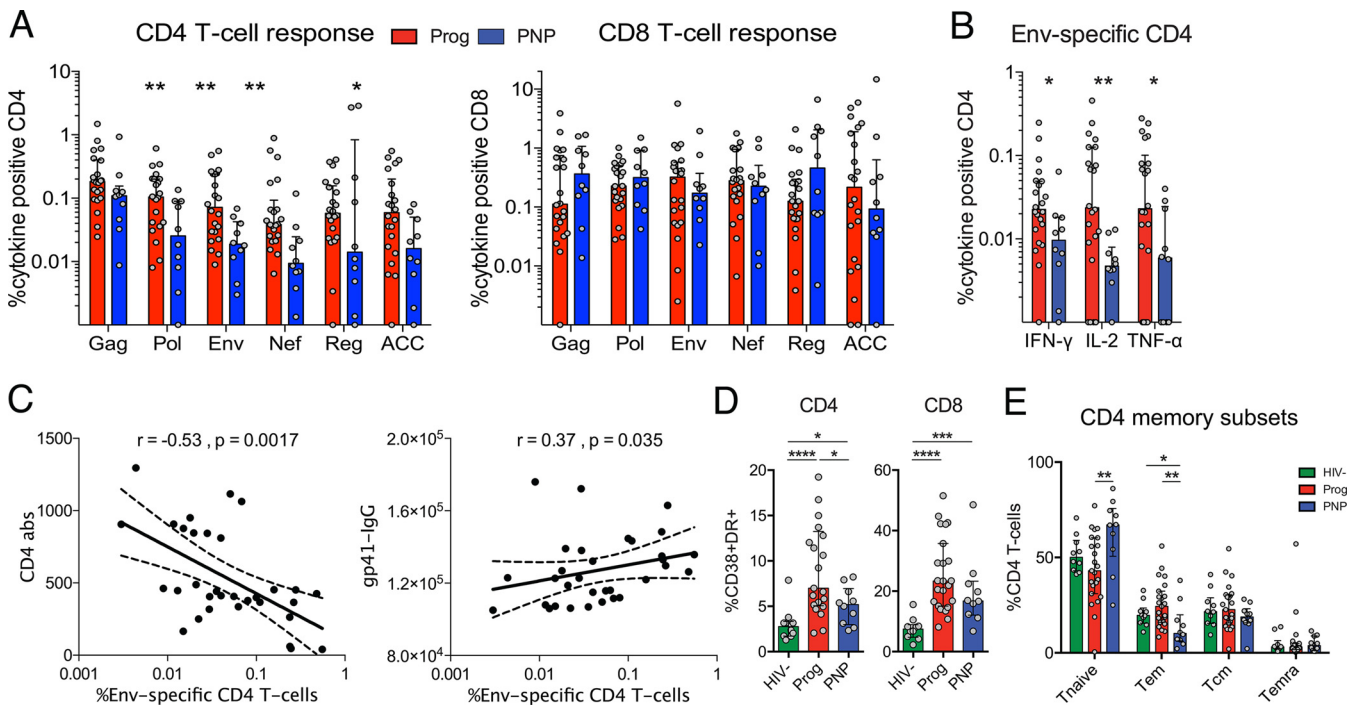 A
CD4 T-cell response
Prog
PNP
CD8 T-cell response
%cytokine positive CD4
10
1
0.1
0.01
** ** ** *
Gag Pol Env Nef Reg ACC
%cytokine positive CD8
10
1
0.1
0.01
Gag Pol Env Nef Reg ACC
B
Env-specific CD4
%cytokine positive CD4
1
0.1
0.01
* ** *
IFN-γ IL-2 TNF-α
C
r = -0.53 , p = 0.0017
CD4 abs
1500
1000
500
0
0.01 0.1 1
%Env-specific CD4 T-cells
r = 0.37 , p = 0.035
gp41-IgG
2.0×10⁵
1.6×10⁵
1.2×10⁵
8.0×10⁴
0.01 0.1 1
%Env-specific CD4 T-cells
D
CD4
*
**** *
%CD38+DR+
20
15
10
5
0
HIV- Prog PNP
CD8
***
****
60
40
20
0
HIV- Prog PNP
E
CD4 memory subsets
HIV-
Prog
PNP
%CD4 T-cells
100
50
0
**
*
**
Tnaive Tem Tcm Temra